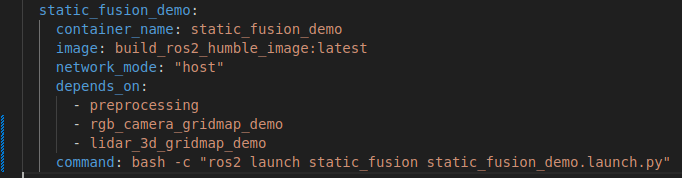 static_fusion_demo:
container_name: static_fusion_demo
image: build_ros2_humble_image:latest
network_mode: "host"
depends_on:
- preprocessing
- rgb_camera_gridmap_demo
- lidar_3d_gridmap_demo
command: bash -c "ros2 launch static_fusion static_fusion_demo.launch.py"